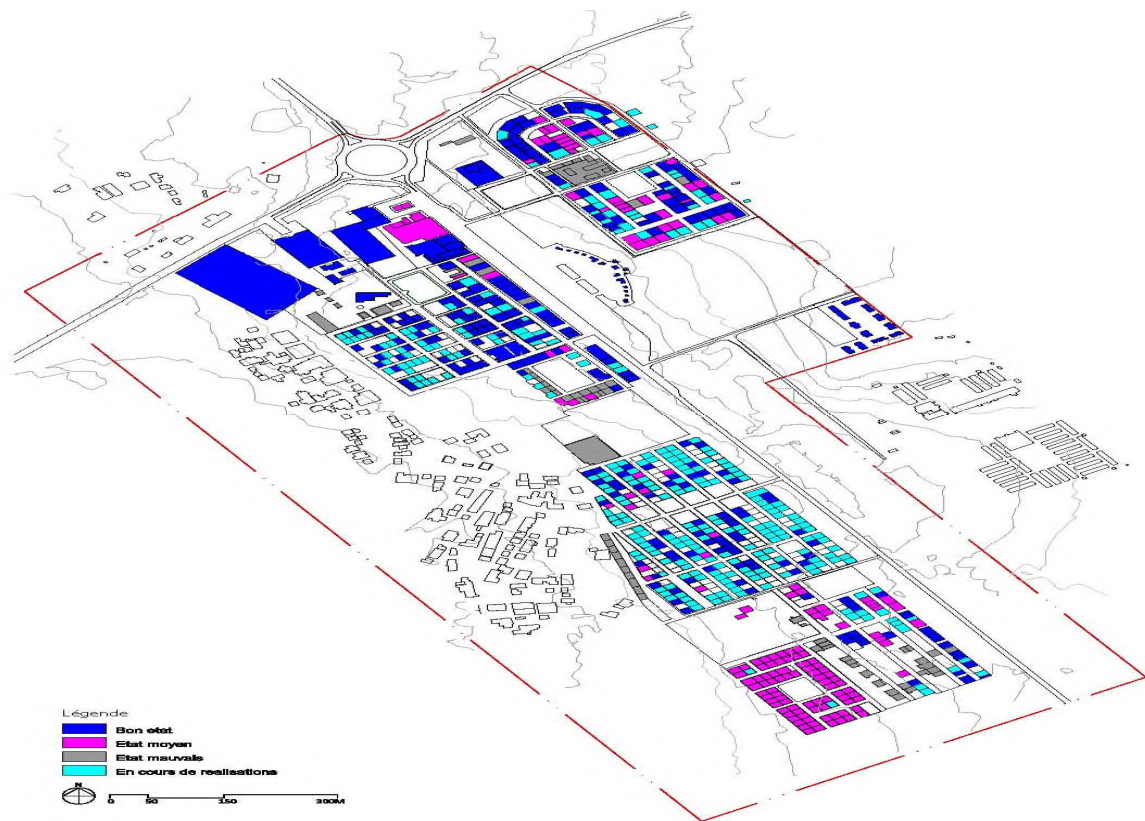 Légende
Bon etat
Etat moyen
Etat mauvais
En cours de realisations
N
0 50 150 300M